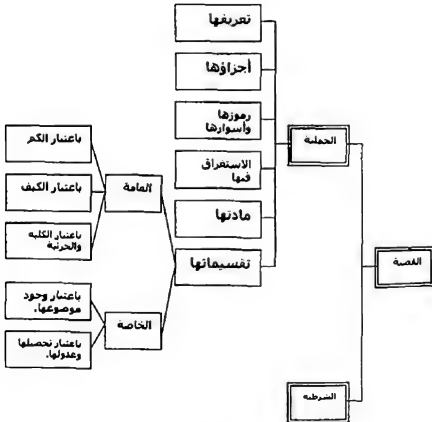 القضية
الحملية
تعريفها
أجزاؤها
رموزها
وأسوارها
الاستغراق
فيها
مادتها
تقسيماتها
العامة
باعتبار الكم
باعتبار الكيف
باعتبار الكلية
والجزئية
الخاصة
باعتبار وجود
موضوعها.
باعتبار تحصيلها
وعدولها.
الشرطية